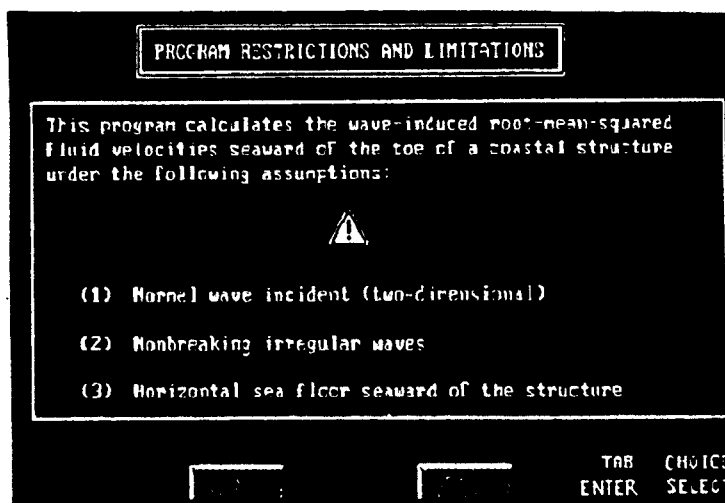 PROGRAM RESTRICTIONS AND LIMITATIONS
This program calculates the wave-induced root-mean-squared
fluid velocities seaward of the toe of a coastal structure
under the following assumptions:
!
(1) Normal wave incident (two-dimensional)
(2) Nonbreaking irregular waves
(3) Horizontal sea floor seaward of the structure
TAB CHOICE
ENTER SELECT